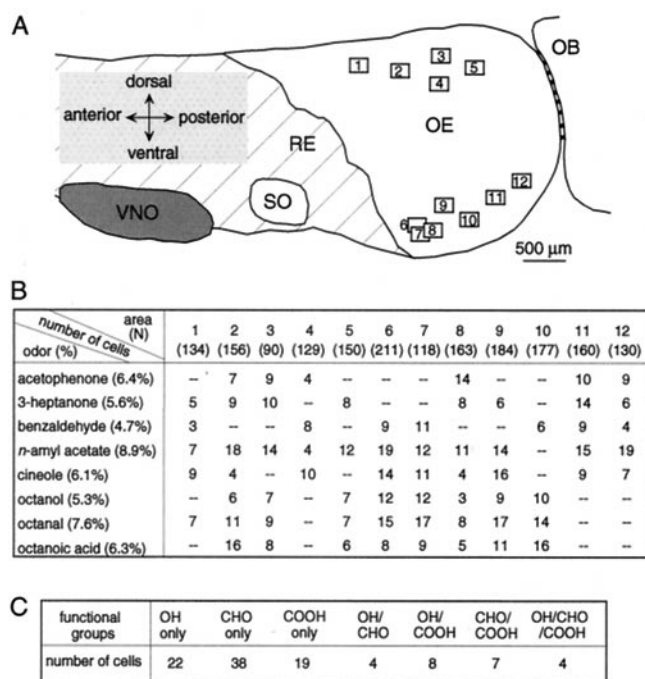 A
OB
dorsal
anterior
posterior
ventral
RE
OE
VNO
SO
1
2
3
4
5
6
7
8
9
10
11
12
500 µm
B
area (N)
number of cells
odor (%)
1 2 3 4 5 6 7 8 9 10 11 12
(134) (156) (90) (129) (150) (211) (118) (163) (184) (177) (160) (130)
acetophenone (6.4%) -- 7 9 4 -- -- -- 14 -- -- 10 9
3-heptanone (5.6%) 5 9 10 -- 8 -- -- 8 6 -- 14 6
benzaldehyde (4.7%) 3 -- -- 8 -- 9 11 -- -- 6 9 4
n-amyl acetate (8.9%) 7 18 14 4 12 19 12 11 14 -- 15 19
cineole (6.1%) 9 4 -- 10 -- 14 11 4 16 -- 9 7
octanol (5.3%) -- 6 7 -- 7 12 12 3 9 10 -- --
octanal (7.6%) 7 11 9 -- 7 15 17 8 17 14 -- --
octanoic acid (6.3%) -- 16 8 -- 6 8 9 5 11 16 -- --
C
functional groups OH only CHO only COOH only OH/ CHO OH/ COOH CHO/ COOH OH/CHO /COOH
number of cells 22 38 19 4 8 7 4